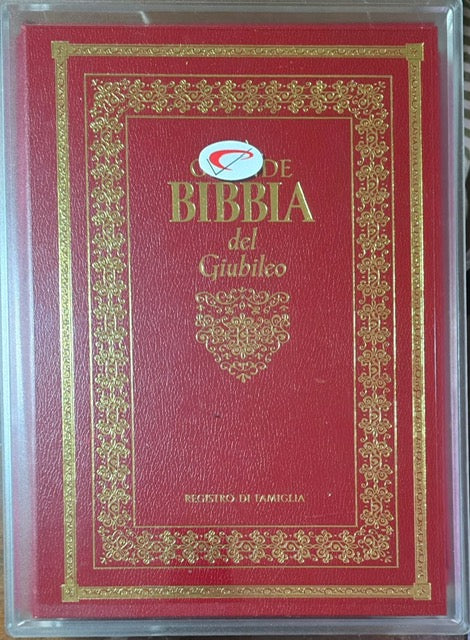 BIBBIA
del
Giubileo
REGISTRO DI FAMIGLIA